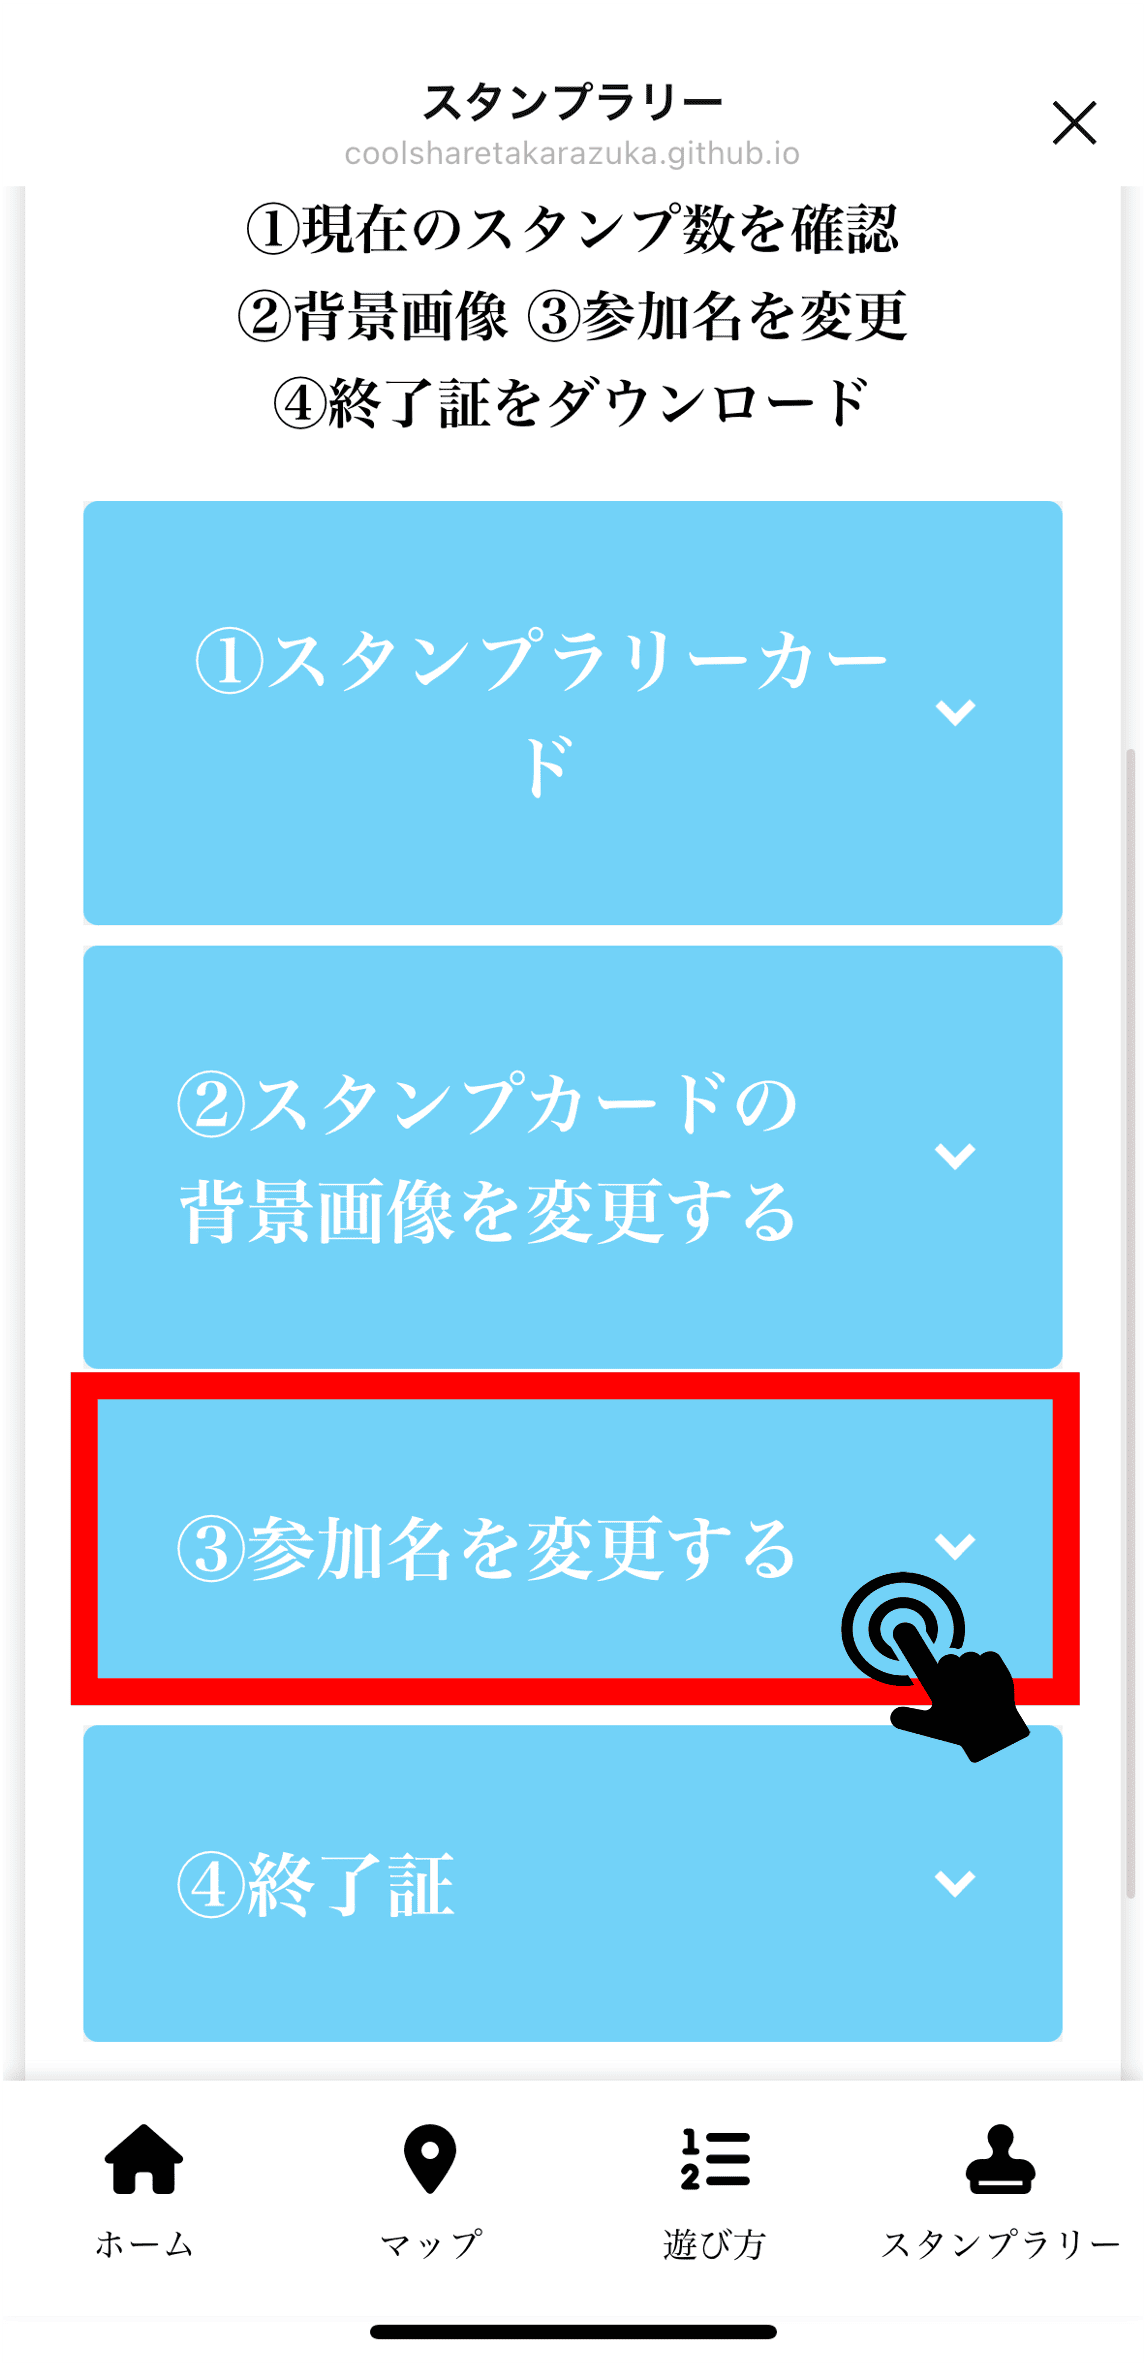 スタンプラリー
coolsharetakarazuka.github.io
①現在のスタンプ数を確認
②背景画像 ③参加名を変更
④終了証をダウンロード
①スタンプラリーカー
ド
②スタンプカードの
背景画像を変更する
③参加名を変更する
④終了証
ホーム
マップ
遊び方
スタンプラリー